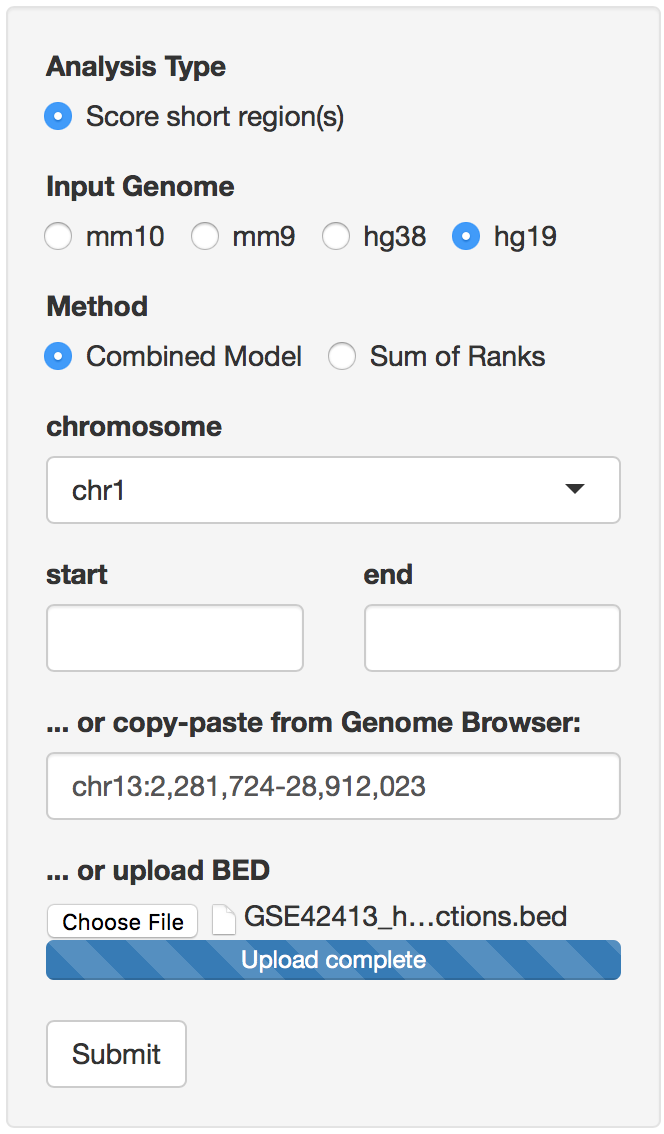 Analysis Type
Score short region(s)
Input Genome
mm10 mm9 hg38 hg19
Method
Combined Model Sum of Ranks
chromosome
chr1
start end
... or copy-paste from Genome Browser:
chr13:2,281,724-28,912,023
... or upload BED
Choose File GSE42413_h...ctions.bed
Upload complete
Submit